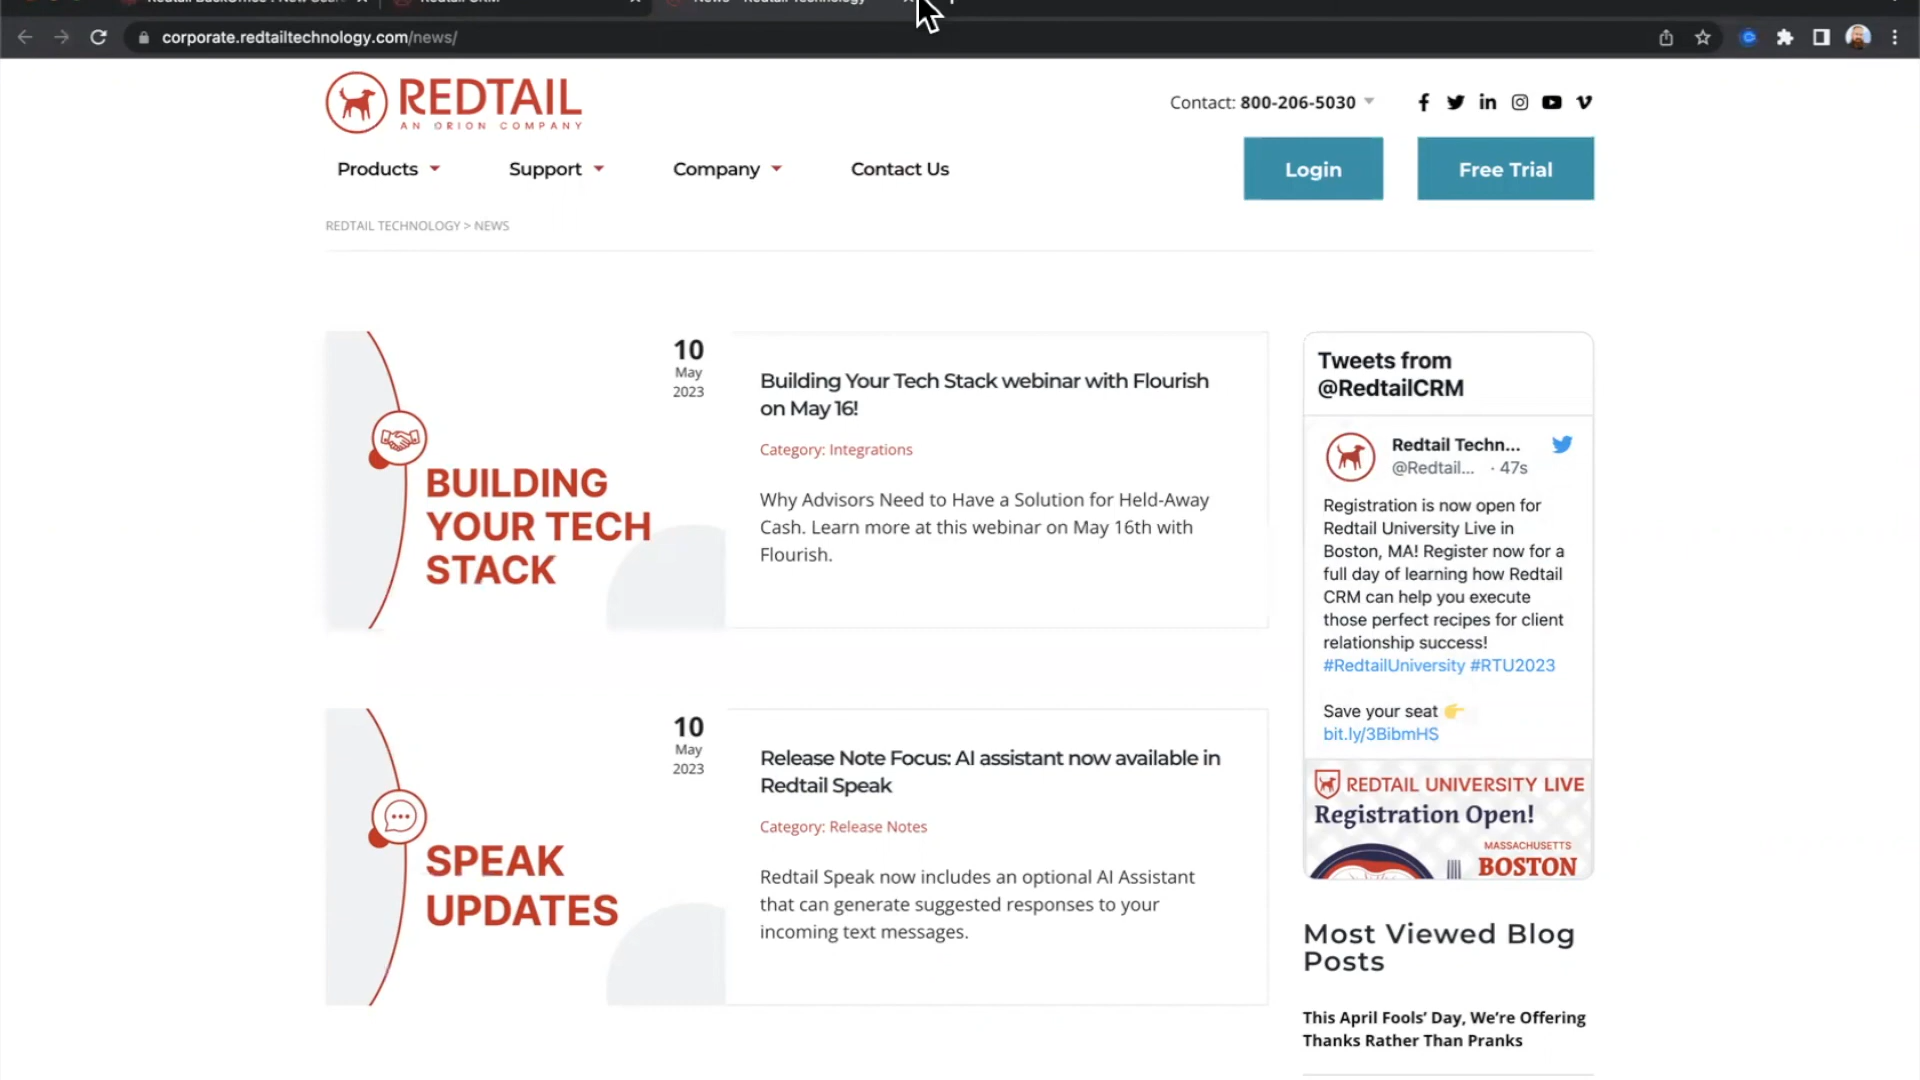 corporate.redtailtechnology.com/news/
REDTAIL
AN ORION COMPANY
Contact: 800-206-5030
Products
Support
Company
Contact Us
Login
Free Trial
REDTAIL TECHNOLOGY > NEWS
10
May
2023
BUILDING
YOUR TECH
STACK
Building Your Tech Stack webinar with Flourish
on May 16!
Category: Integrations
Why Advisors Need to Have a Solution for Held-Away
Cash. Learn more at this webinar on May 16th with
Flourish.
10
May
2023
SPEAK
UPDATES
Release Note Focus: AI assistant now available in
Redtail Speak
Category: Release Notes
Redtail Speak now includes an optional AI Assistant
that can generate suggested responses to your
incoming text messages.
Tweets from
@RedtailCRM
Redtail Techn...
@Redtail... · 47s
Registration is now open for
Redtail University Live in
Boston, MA! Register now for a
full day of learning how Redtail
CRM can help you execute
those perfect recipes for client
relationship success!
#RedtailUniversity #RTU2023
Save your seat 👉
bit.ly/3BibmHS
REDTAIL UNIVERSITY LIVE
Registration Open!
MASSACHUSETTS
BOSTON
Most Viewed Blog
Posts
This April Fools’ Day, We’re Offering
Thanks Rather Than Pranks